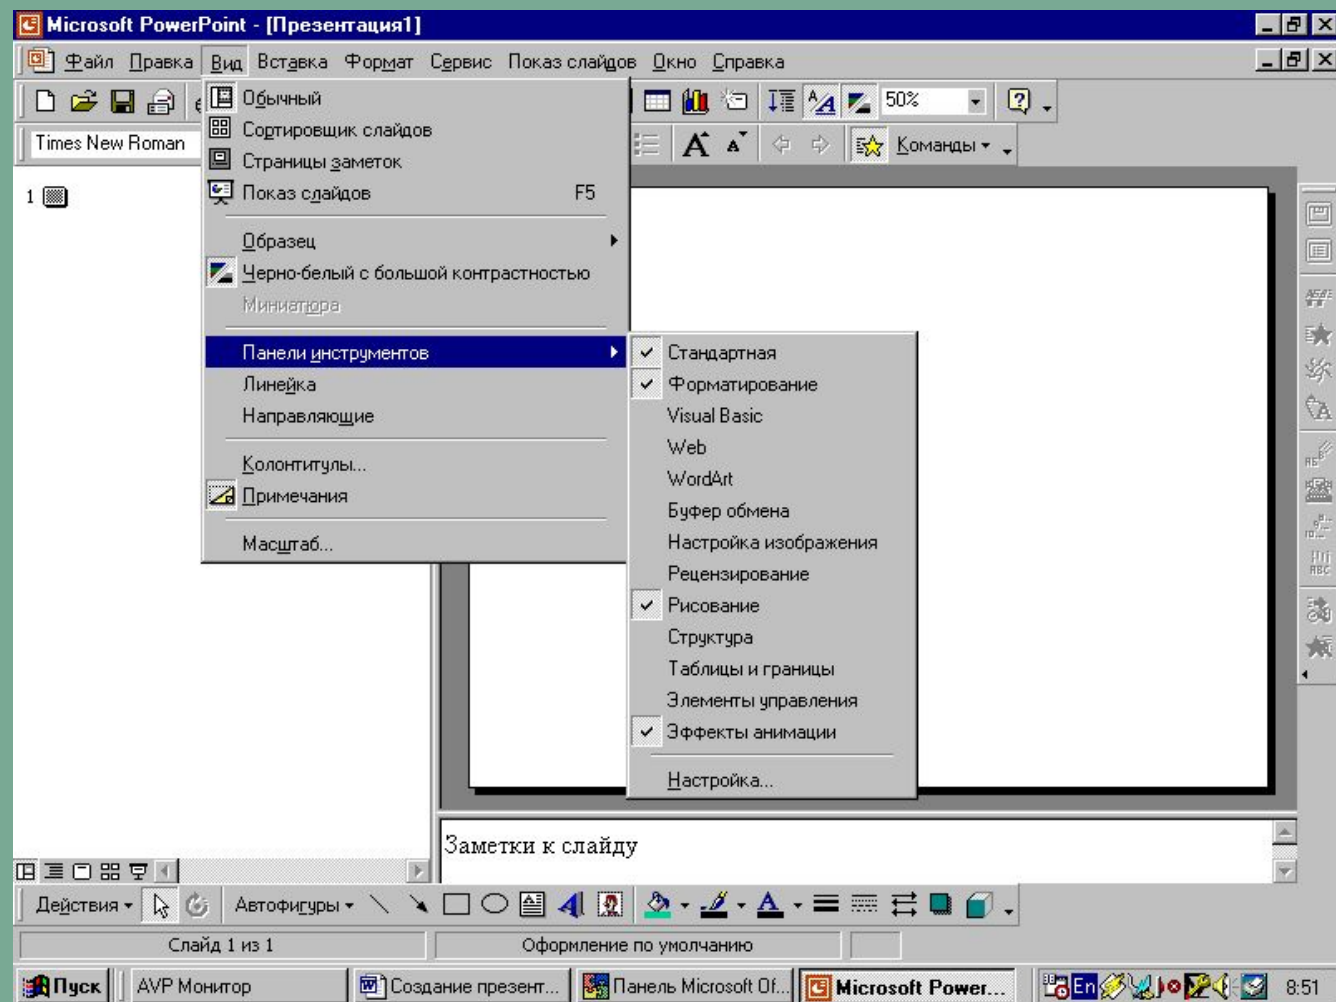 Microsoft PowerPoint - [Презентация1]
Файл Правка Вид Вставка Формат Сервис Показ слайдов Окно Справка
50%
Times New Roman
Команды
1
Обычный
Сортировщик слайдов
Страницы заметок
Показ слайдов F5
Образец
Черно-белый с большой контрастностью
Миниатюра
Панели инструментов
Линейка
Направляющие
Колонтитулы...
Примечания
Масштаб...
Стандартная
Форматирование
Visual Basic
Web
WordArt
Буфер обмена
Настройка изображения
Рецензирование
Рисование
Структура
Таблицы и границы
Элементы управления
Эффекты анимации
Настройка...
Заметки к слайду
Действия Автофигуры
Слайд 1 из 1 Оформление по умолчанию
Пуск AVP Монитор Создание презент... Панель Microsoft Of... Microsoft Power... En 8:51